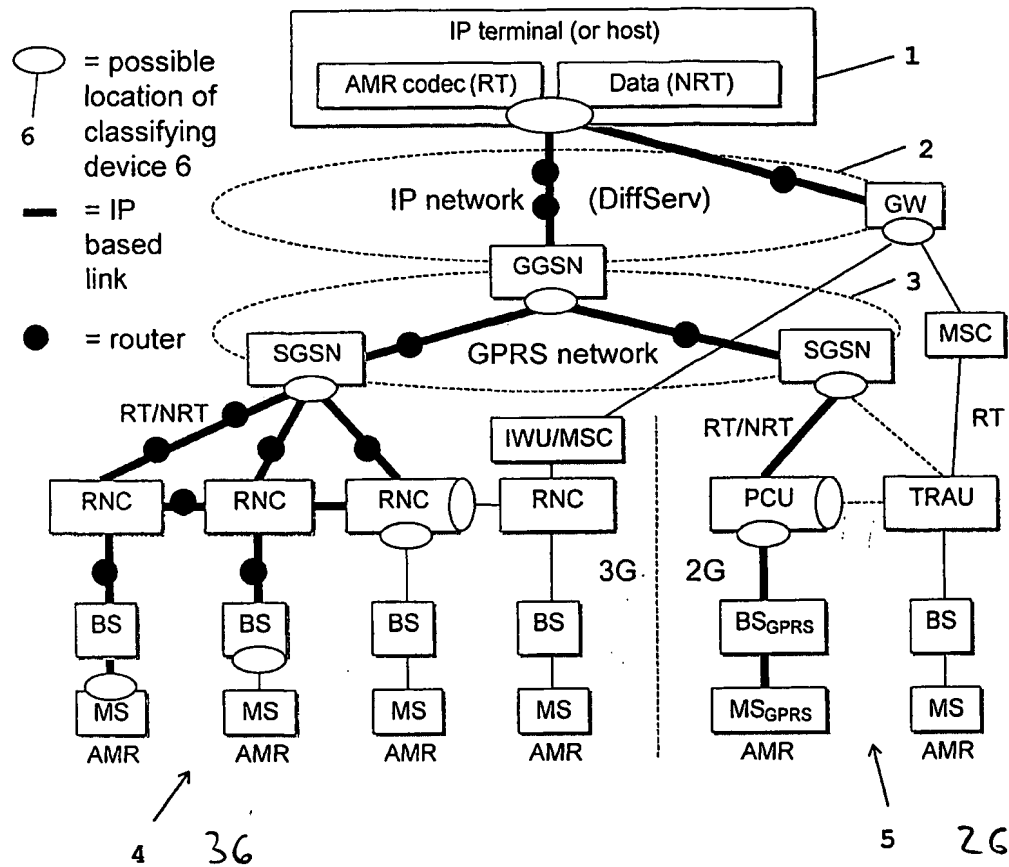 IP terminal (or host)
AMR codec (RT)
Data (NRT)
1
= possible
location of
classifying
device 6
6
= IP
based
link
= router
2
IP network (DiffServ)
GW
GGSN
3
MSC
SGSN
GPRS network
SGSN
RT/NRT
IWU/MSC
RT/NRT
RT
RNC
RNC
RNC
RNC
PCU
TRAU
3G
2G
BS
BS
BS
BS
BSGPRS
BS
MS
MS
MS
MS
MSGPRS
MS
AMR
AMR
AMR
AMR
AMR
AMR
4
3G
5
2G